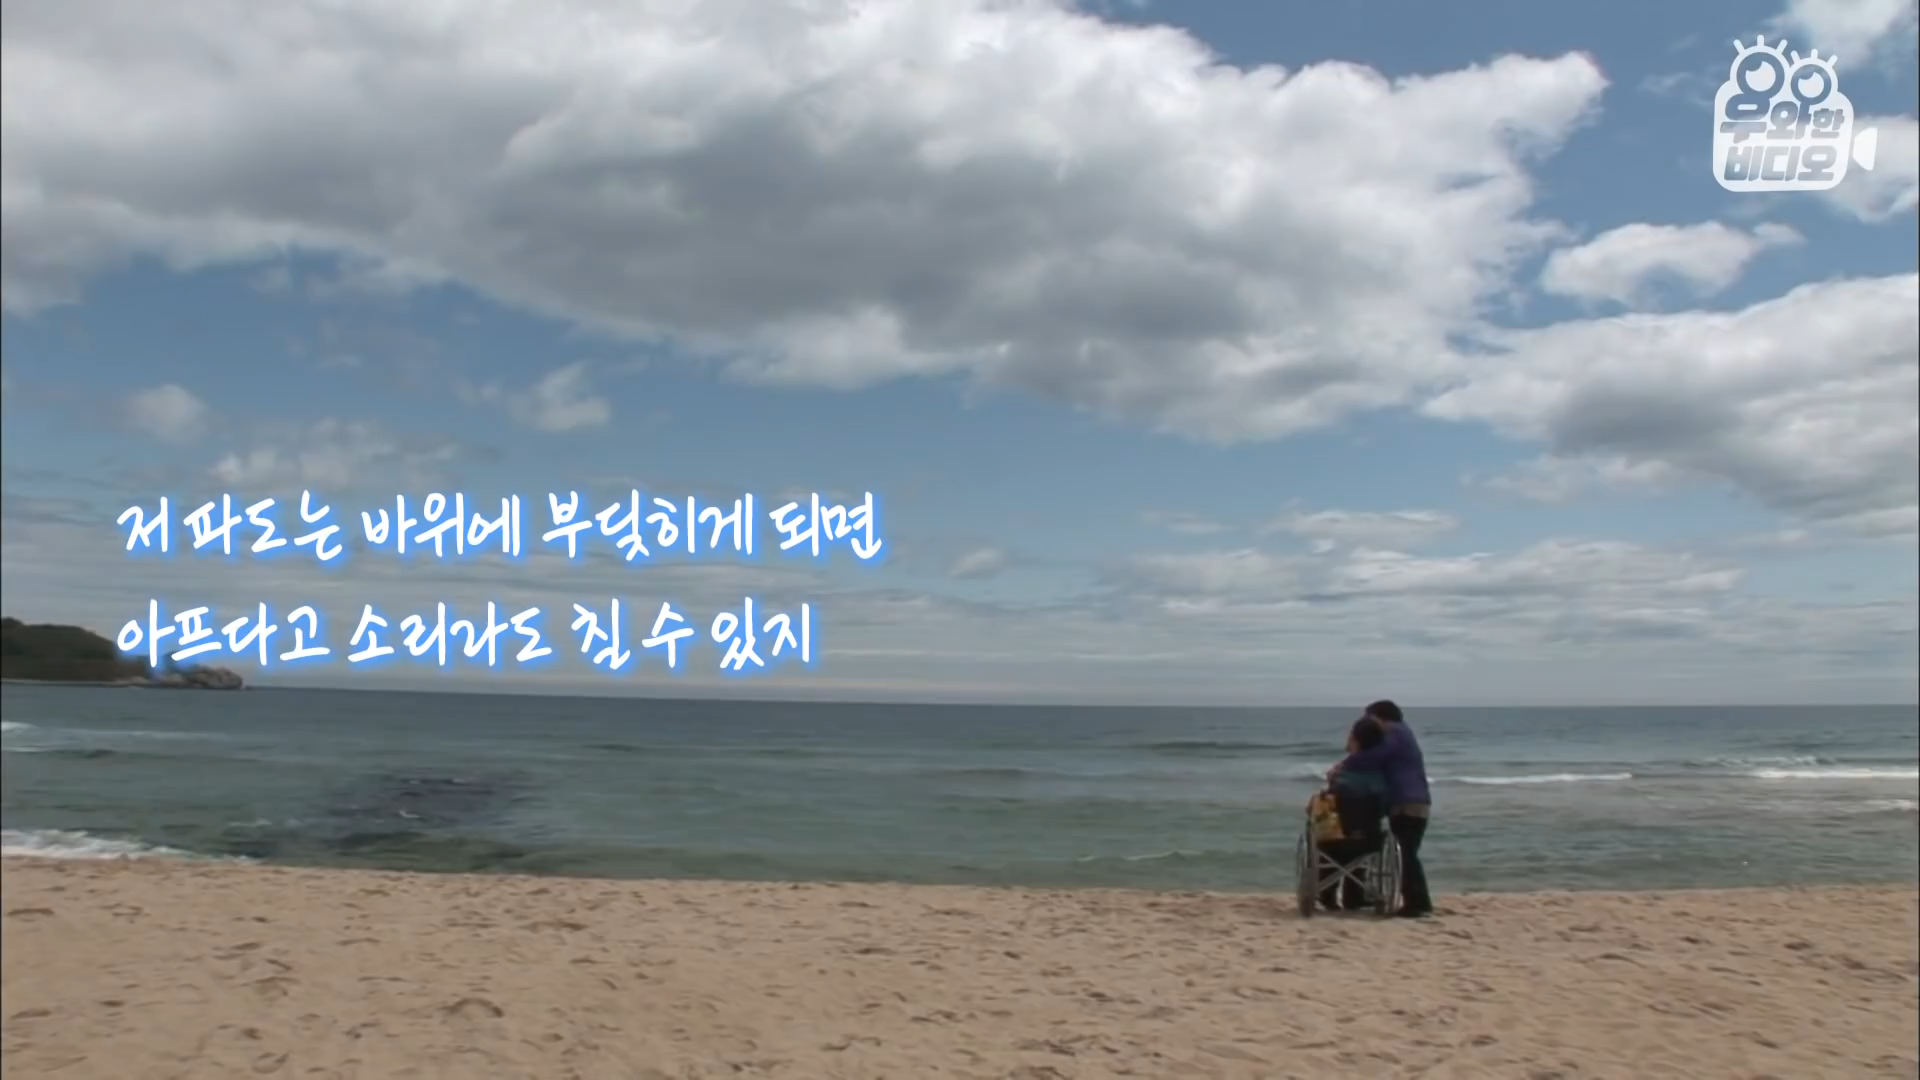 우와한
비디오
저 파도는 바위에 부딪히게 되면
아프다고 소리라도 칠 수 있지